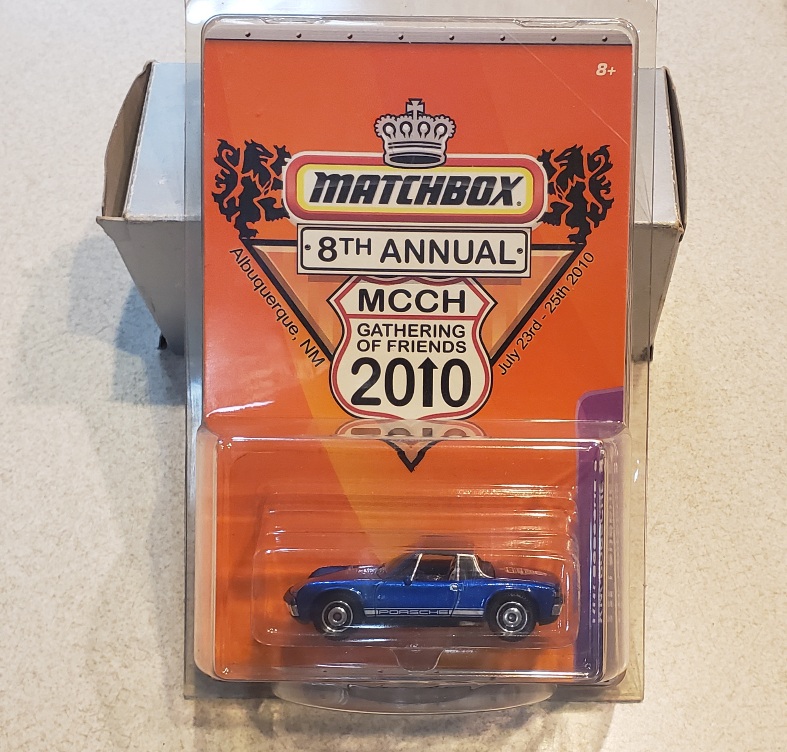 8+
MATCHBOX
8TH ANNUAL
Albuquerque, NM
July 23rd - 25th 2010
MCCH
GATHERING
OF FRIENDS
2010
PORSCHE